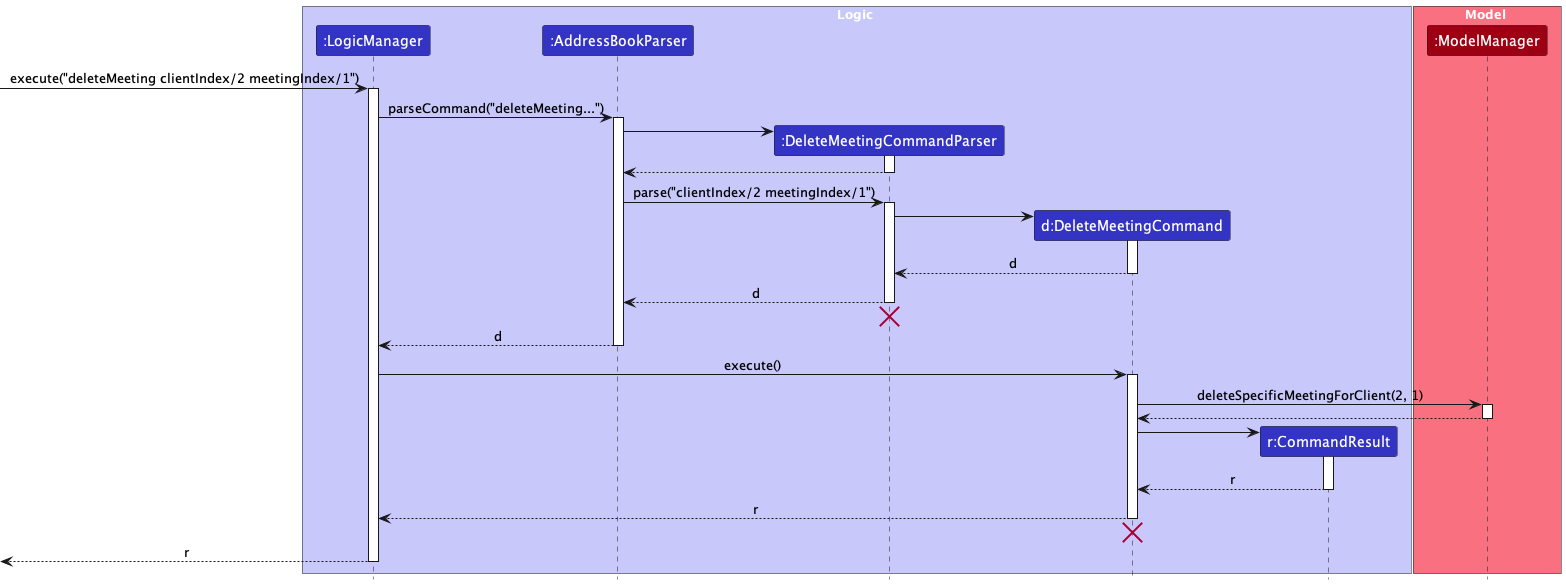 Logic
Model
:LogicManager
:AddressBookParser
:ModelManager
execute("deleteMeeting clientIndex/2 meetingIndex/1")
parseCommand("deleteMeeting...")
:DeleteMeetingCommandParser
parse("clientIndex/2 meetingIndex/1")
d:DeleteMeetingCommand
d
d
d
execute()
deleteSpecificMeetingForClient(2, 1)
r:CommandResult
r
r
r